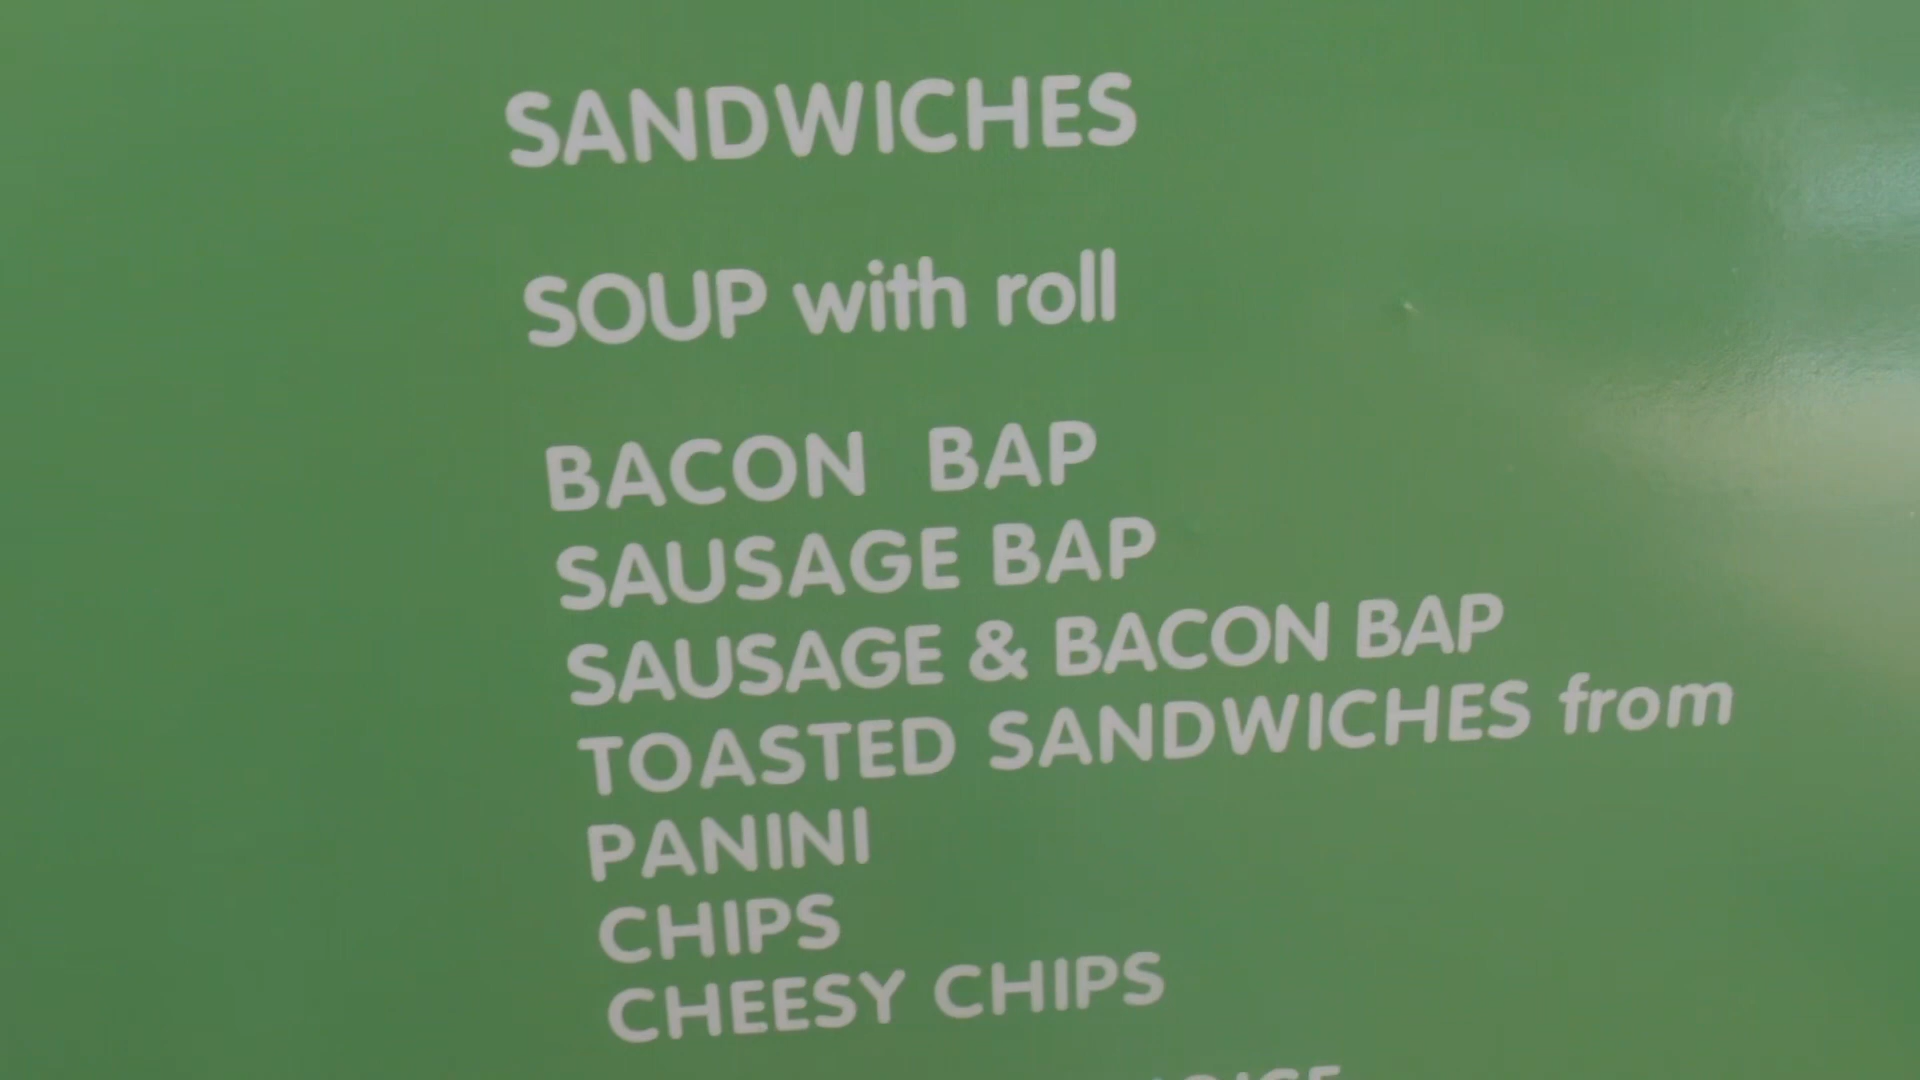 SANDWICHES
SOUP with roll
BACON BAP
SAUSAGE BAP
SAUSAGE & BACON BAP
TOASTED SANDWICHES from
PANINI
CHIPS
CHEESY CHIPS